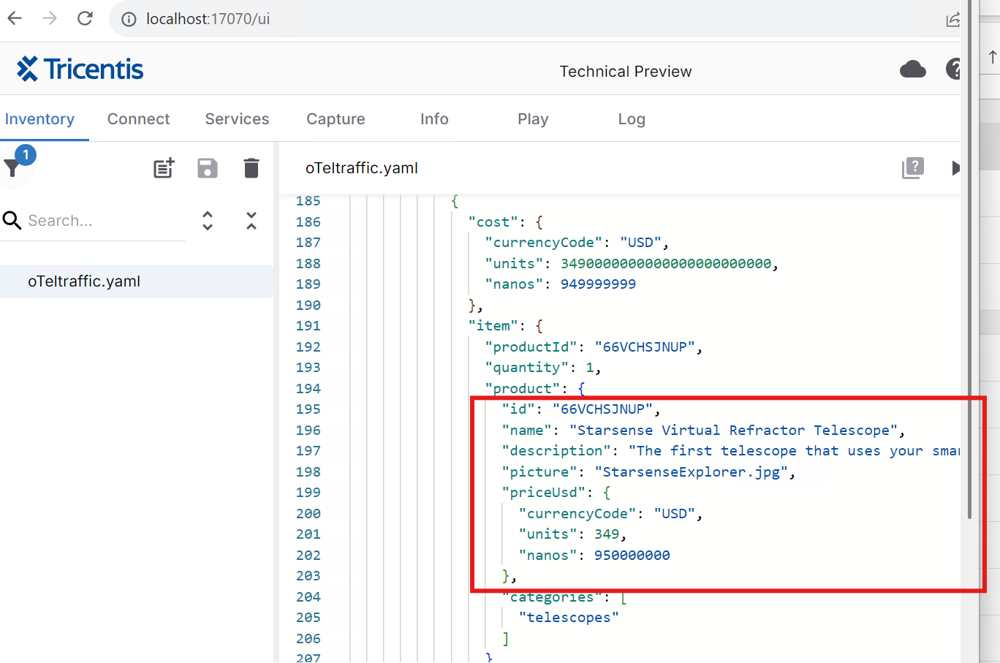 localhost:17070/ui
Tricentis
Technical Preview
?
Inventory Connect Services Capture Info Play Log
1
oTeltraffic.yaml
?
Search...
oTeltraffic.yaml
185 {
186 "cost": {
187 "currencyCode": "USD",
188 "units": 3490000000000000000000000,
189 "nanos": 949999999
190 },
191 "item": {
192 "productId": "66VCHSJNUP",
193 "quantity": 1,
194 "product": {
195 "id": "66VCHSJNUP",
196 "name": "Starsense Virtual Refractor Telescope",
197 "description": "The first telescope that uses your smar
198 "picture": "StarsenseExplorer.jpg",
199 "priceUsd": {
200 "currencyCode": "USD",
201 "units": 349,
202 "nanos": 950000000
203 },
204 "categories": [
205 "telescopes"
206 ]
207 }